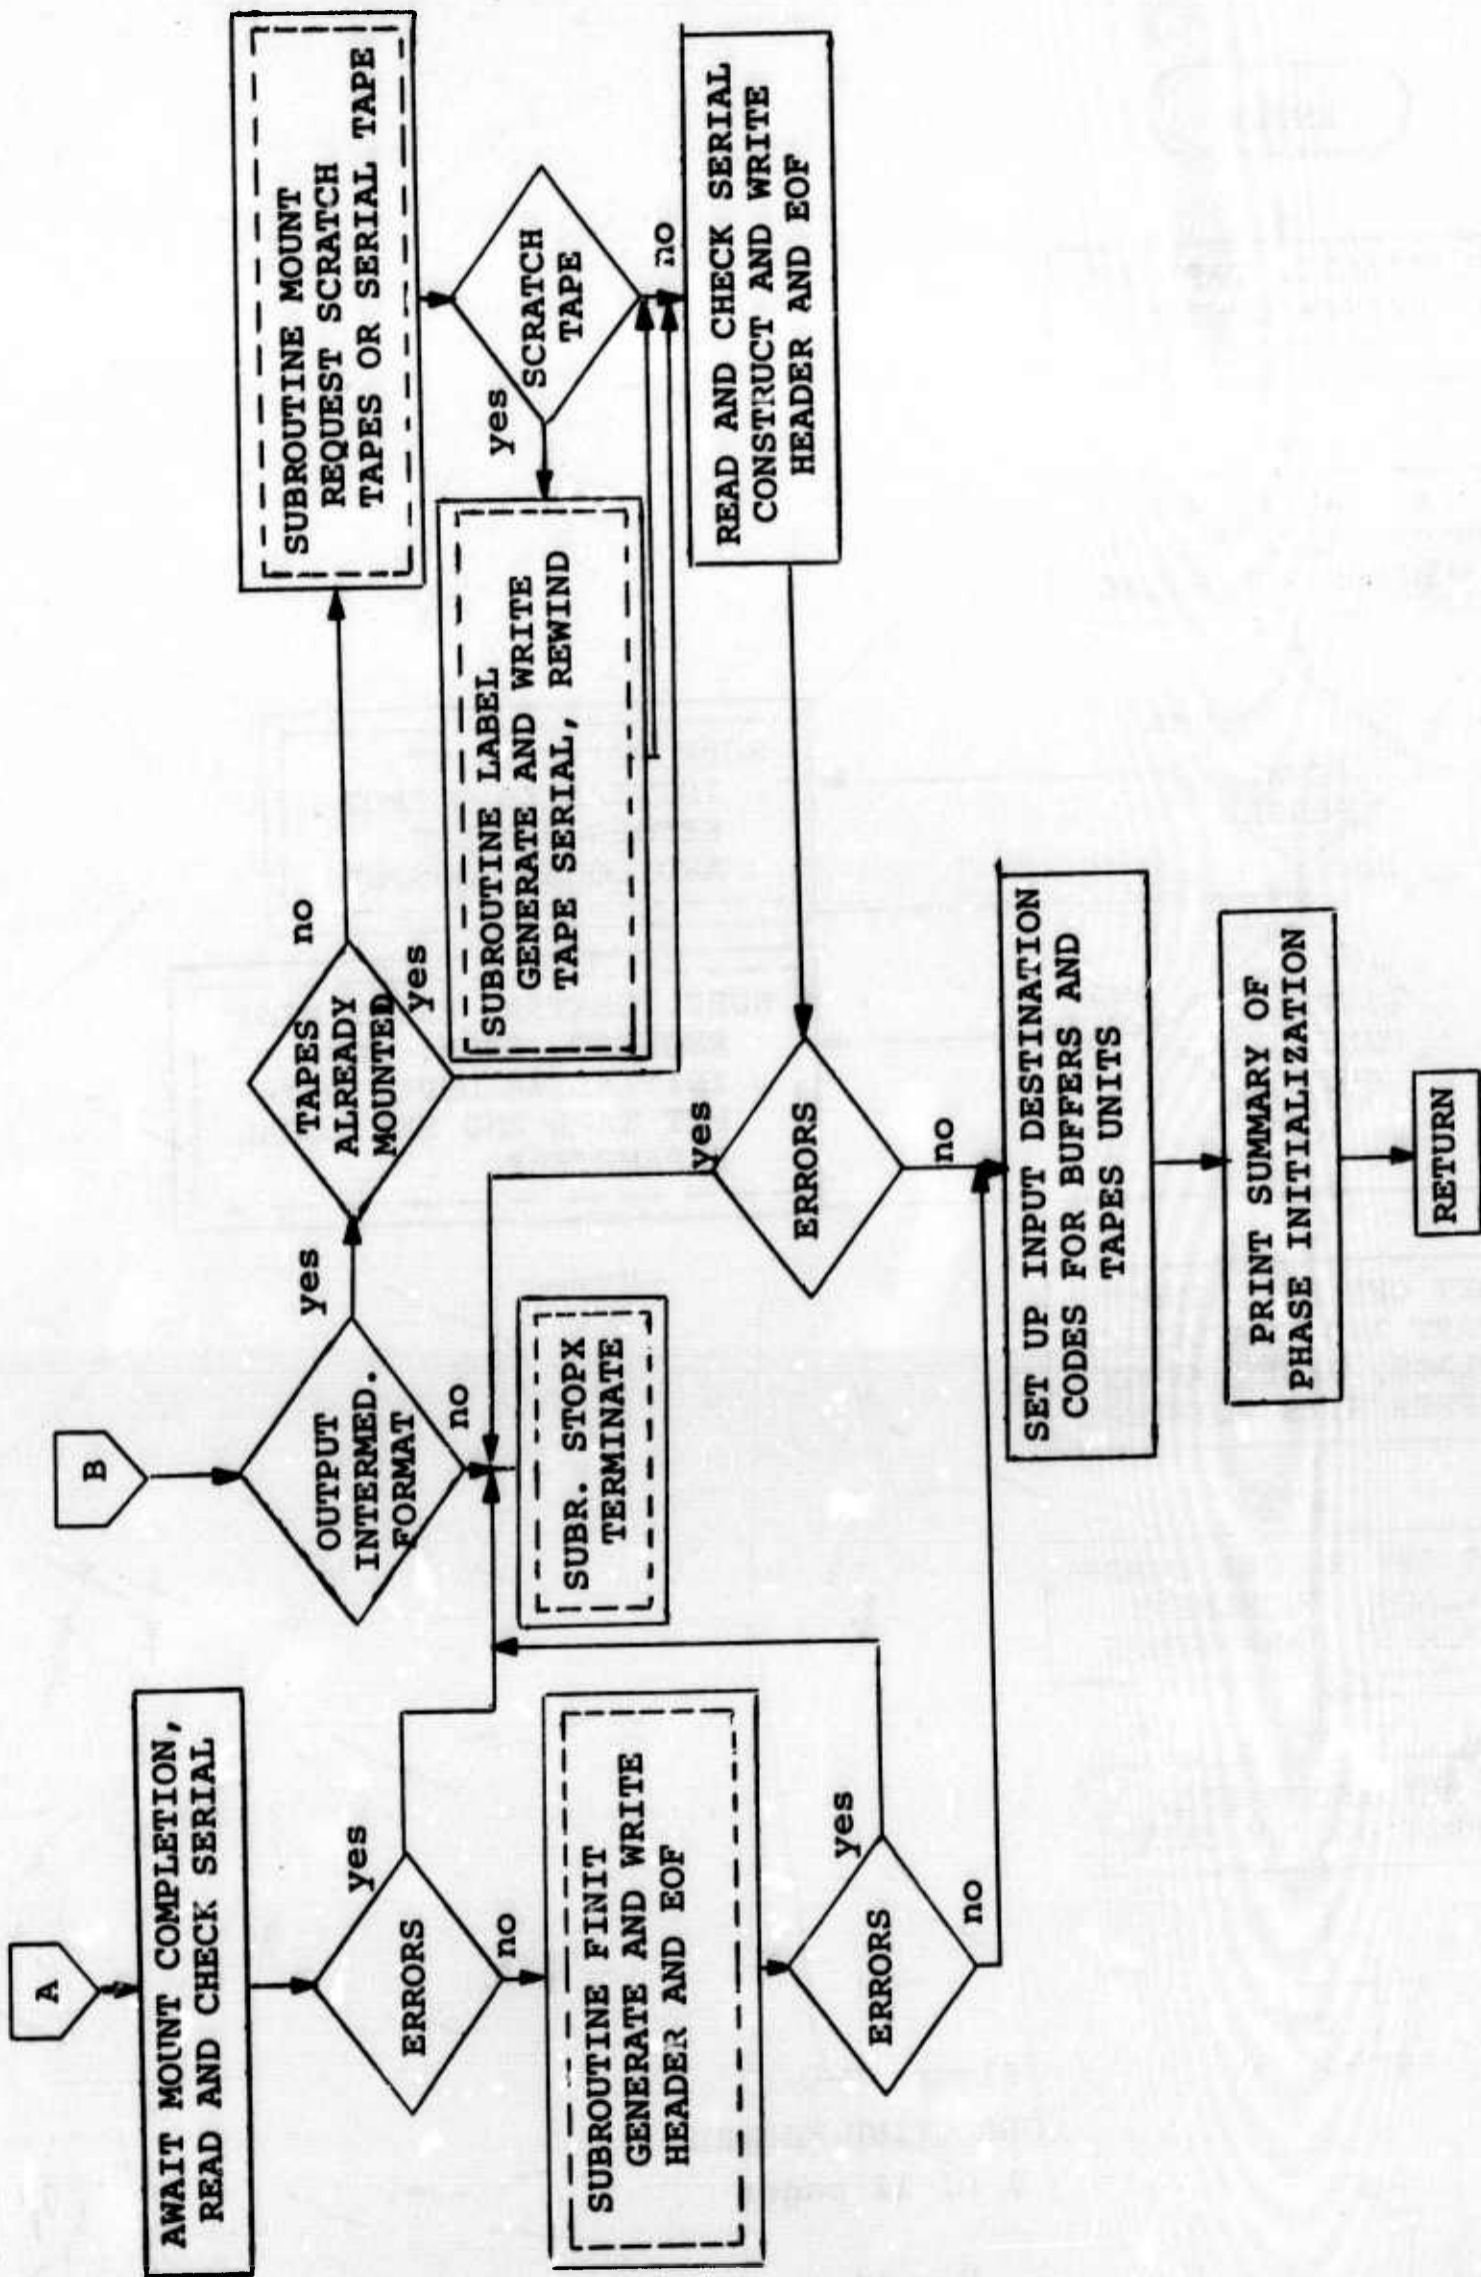 A
AWAIT MOUNT COMPLETION,
READ AND CHECK SERIAL
ERRORS
yes
no
SUBROUTINE FINIT
GENERATE AND WRITE
HEADER AND EOF
ERRORS
yes
no
B
OUTPUT
INTERMED.
FORMAT
yes
no
SUBR. STOPX
TERMINATE
TAPES
ALREADY
MOUNTED
no
yes
SUBROUTINE MOUNT
REQUEST SCRATCH
TAPES OR SERIAL TAPE
SCRATCH
TAPE
yes
no
SUBROUTINE LABEL
GENERATE AND WRITE
TAPE SERIAL, REWIND
READ AND CHECK SERIAL
CONSTRUCT AND WRITE
HEADER AND EOF
ERRORS
yes
no
SET UP INPUT DESTINATION
CODES FOR BUFFERS AND
TAPES UNITS
PRINT SUMMARY OF
PHASE INITIALIZATION
RETURN